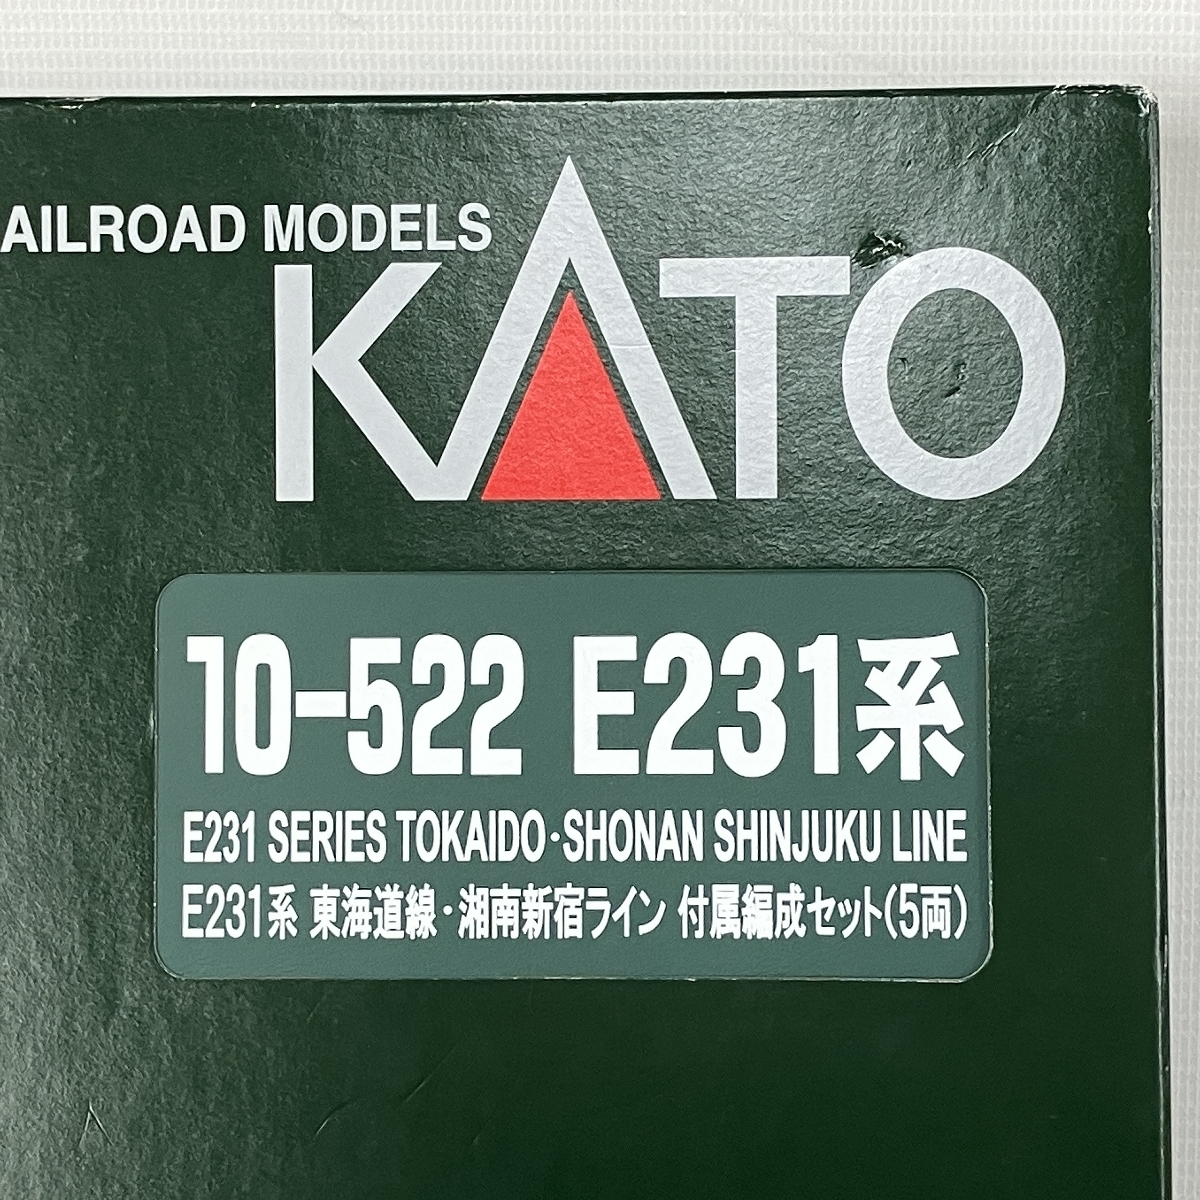 AILROAD MODELS
KATO
10-522 E231系
E231 SERIES TOKAIDO・SHONAN SHINJUKU LINE
E231系 東海道線・湘南新宿ライン 付属編成セット(5両)